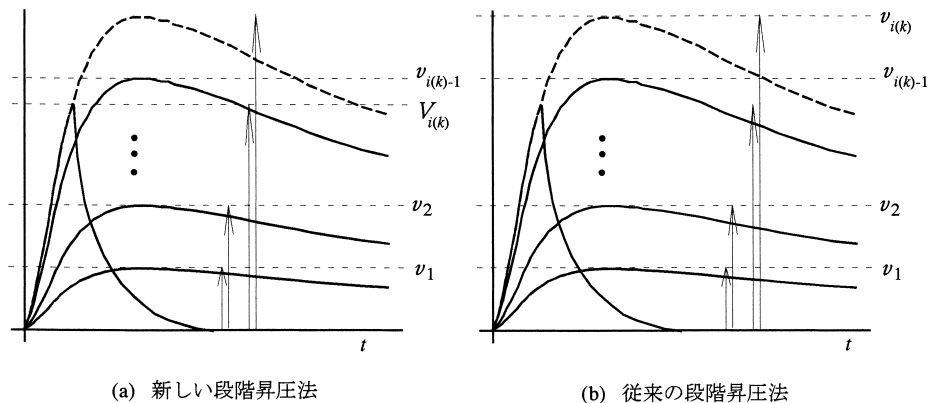 v_{i(k)-1}
V_{i(k)}
v_2
v_1
t
(a) 新しい段階昇圧法
v_{i(k)}
v_{i(k)-1}
v_2
v_1
t
(b) 従来の段階昇圧法